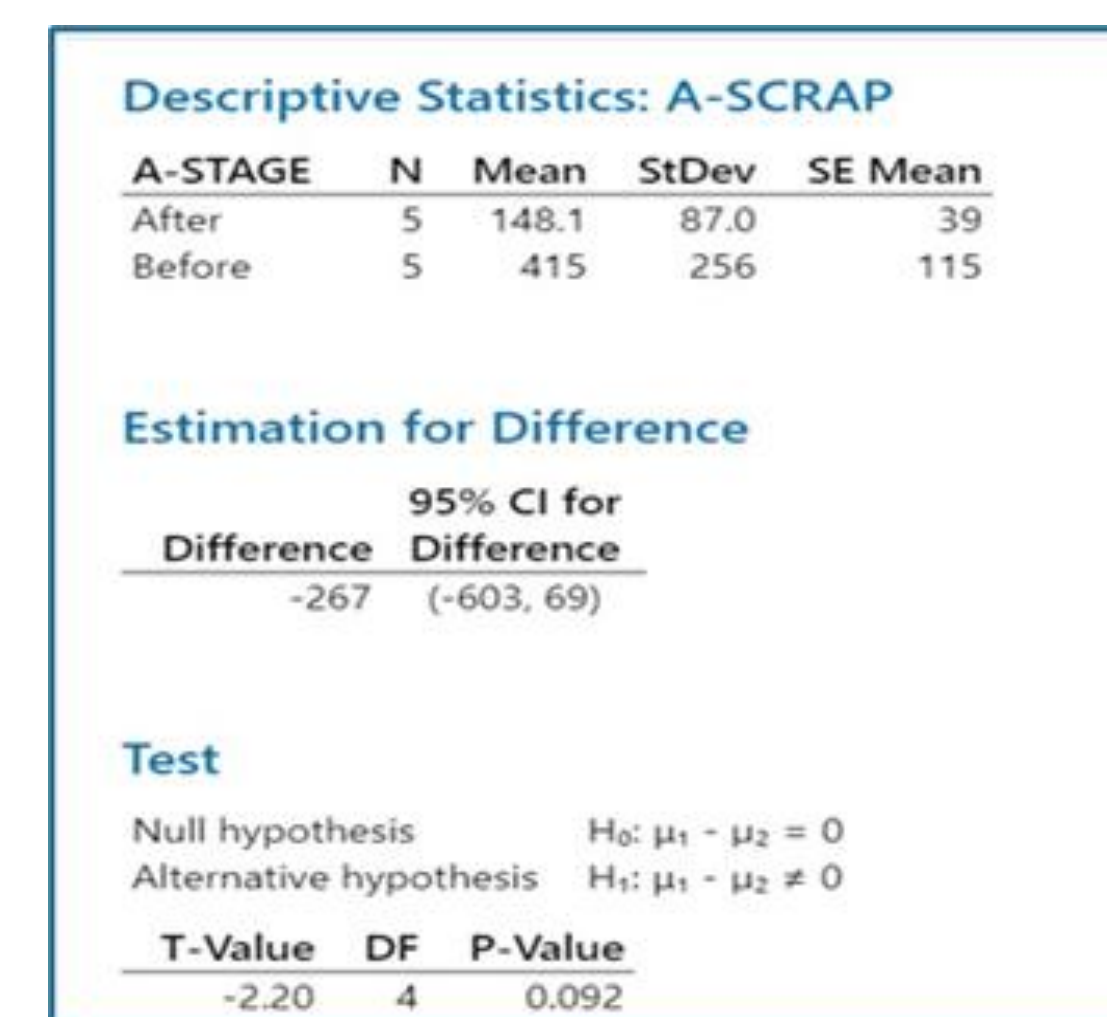 Descriptive Statistics: A-SCRAP
A-STAGE N Mean StDev SE Mean
After 5 148.1 87.0 39
Before 5 415 256 115
Estimation for Difference
95% CI for
Difference Difference
-267 (-603, 69)
Test
Null hypothesis H₀: μ₁ - μ₂ = 0
Alternative hypothesis H₁: μ₁ - μ₂ ≠ 0
T-Value DF P-Value
-2.20 4 0.092